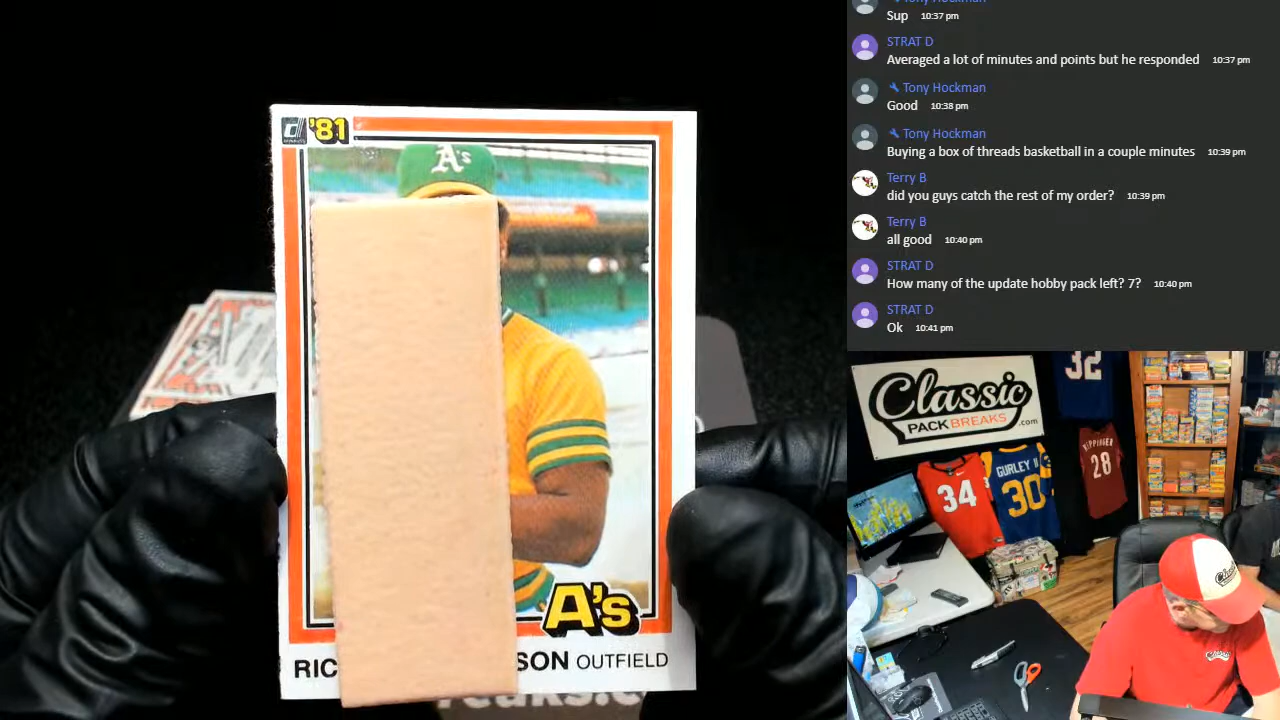 Sup 10:37 pm
STRAT D
Averaged a lot of minutes and points but he responded 10:37 pm
Tony Hockman
Good 10:38 pm
Tony Hockman
Buying a box of threads basketball in a couple minutes 10:39 pm
Terry B
did you guys catch the rest of my order? 10:39 pm
Terry B
all good 10:40 pm
STRAT D
How many of the update hobby pack left? 7? 10:40 pm
STRAT D
Ok 10:41 pm
'81
A's
A's
RIC SON OUTFIELD
Classic
PACK BREAKS.com
32
34
GURLEY II
30
28